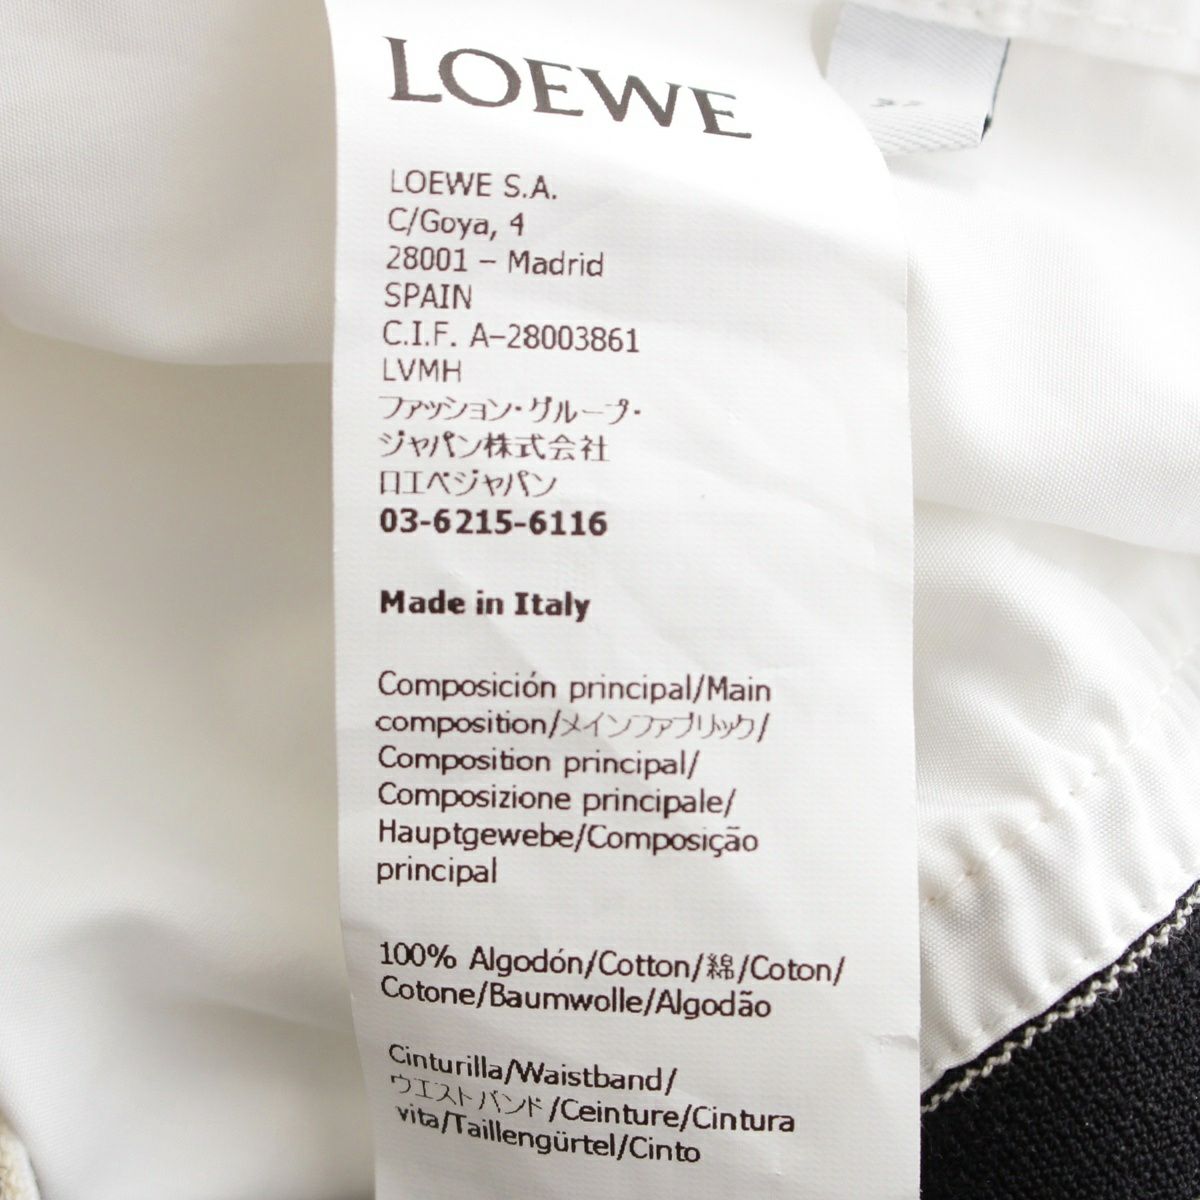 LOEWE
LOEWE S.A.
C/Goya, 4
28001 – Madrid
SPAIN
C.I.F. A–28003861
LVMH
ファッション・グループ・
ジャパン株式会社
ロエベジャパン
03-6215-6116
Made in Italy
Composición principal/Main
composition/メインファブリック/
Composition principal/
Composizione principale/
Hauptgewebe/Composição
principal
100% Algodón/Cotton/綿/Coton/
Cotone/Baumwolle/Algodão
Cinturilla/Waistband/
ウエストバンド/Ceinture/Cintura
vita/Taillengürtel/Cinto